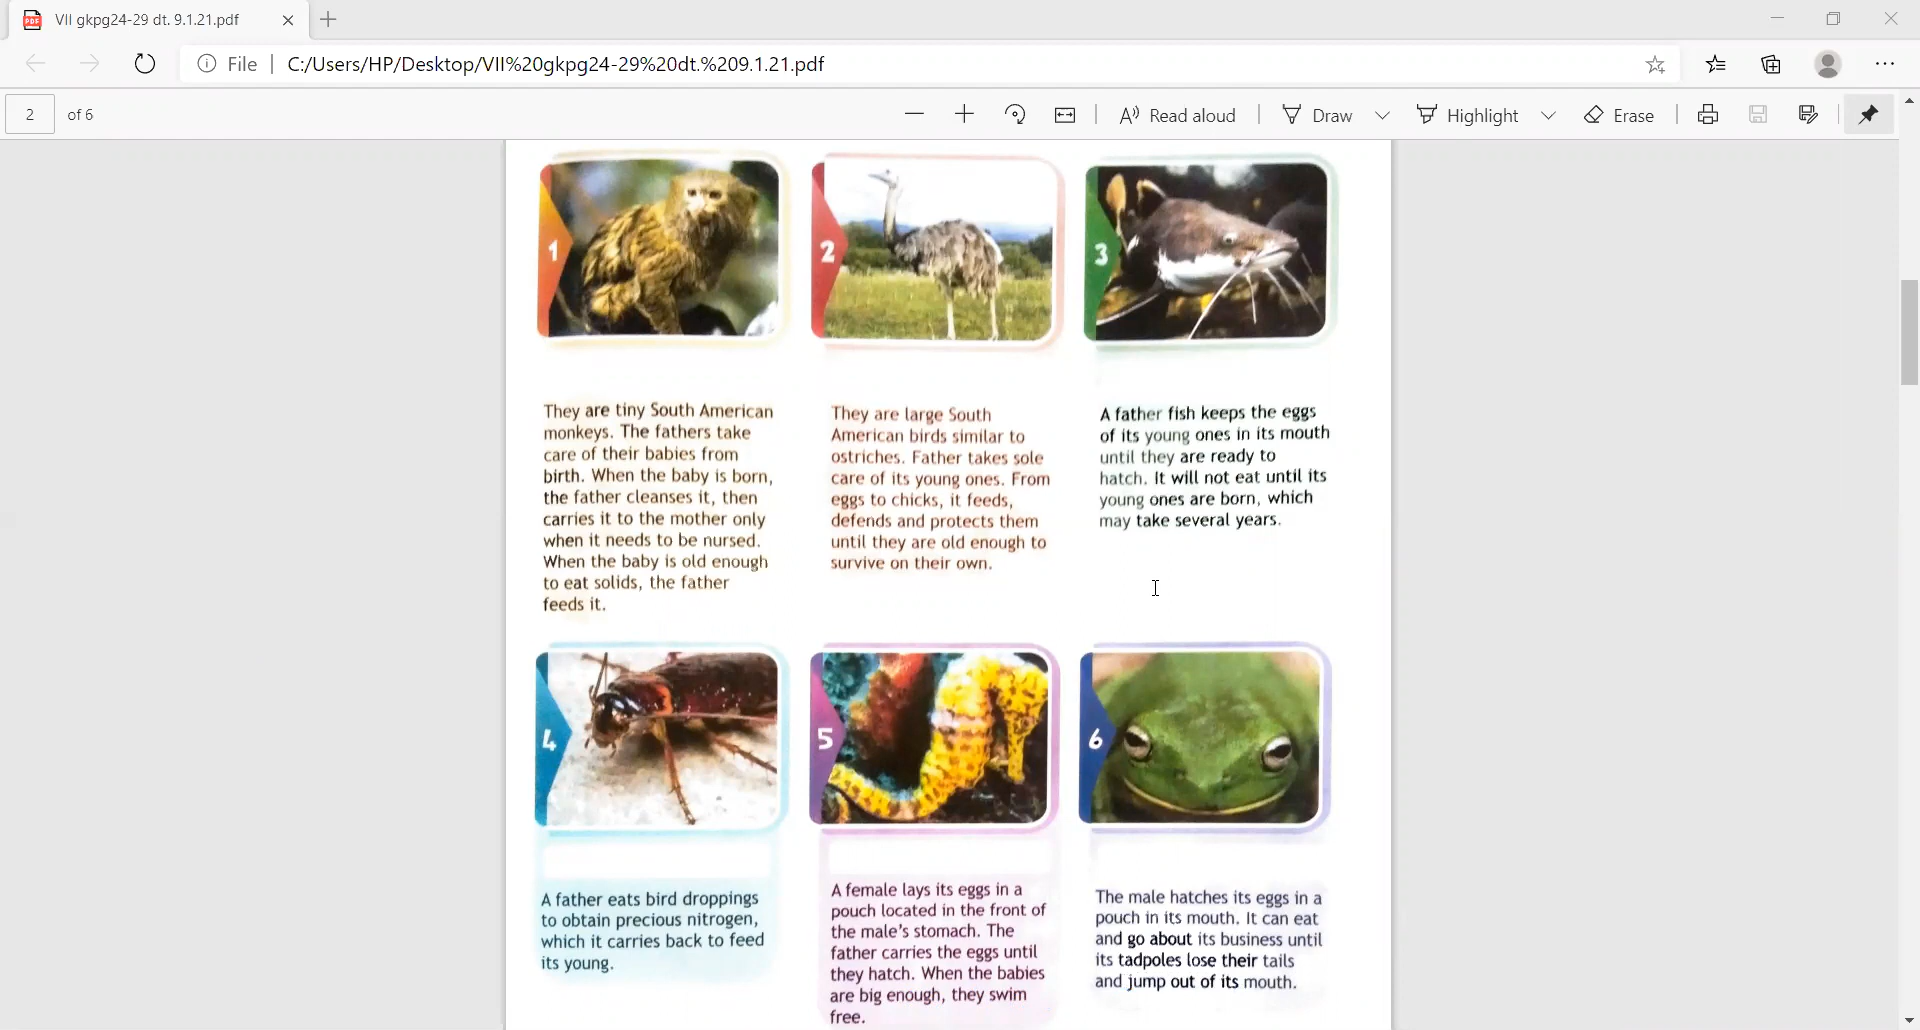 VII gkpg24-29 dt. 9.1.21.pdf
File
C:/Users/HP/Desktop/VII%20gkpg24-29%20dt.%209.1.21.pdf
2 of 6
Read aloud
Draw
Highlight
Erase
1
2
3
They are tiny South American
monkeys. The fathers take
care of their babies from
birth. When the baby is born,
the father cleanses it, then
carries it to the mother only
when it needs to be nursed.
When the baby is old enough
to eat solids, the father
feeds it.
They are large South
American birds similar to
ostriches. Father takes sole
care of its young ones. From
eggs to chicks, it feeds,
defends and protects them
until they are old enough to
survive on their own.
A father fish keeps the eggs
of its young ones in its mouth
until they are ready to
hatch. It will not eat until its
young ones are born, which
may take several years.
4
5
6
A father eats bird droppings
to obtain precious nitrogen,
which it carries back to feed
its young.
A female lays its eggs in a
pouch located in the front of
the male's stomach. The
father carries the eggs until
they hatch. When the babies
are big enough, they swim
free.
The male hatches its eggs in a
pouch in its mouth. It can eat
and go about its business until
its tadpoles lose their tails
and jump out of its mouth.